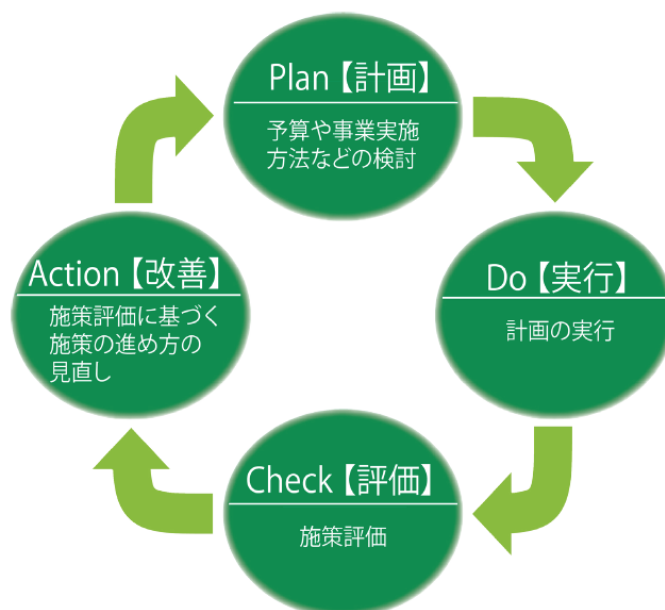 Plan【計画】
予算や事業実施
方法などの検討
Do【実行】
計画の実行
Check【評価】
施策評価
Action【改善】
施策評価に基づく
施策の進め方の
見直し